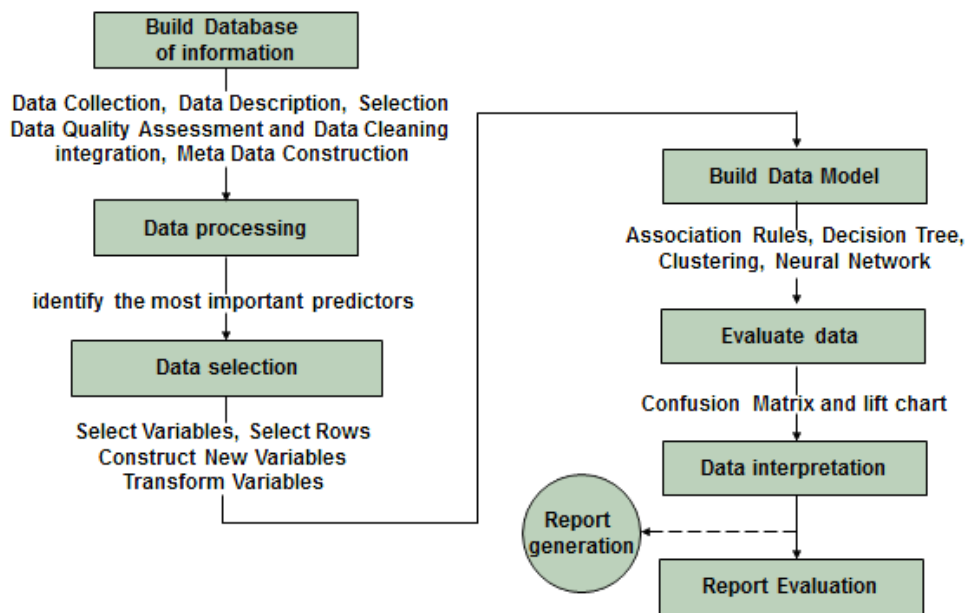 Build Database
of information
Data Collection, Data Description, Selection
Data Quality Assessment and Data Cleaning
integration, Meta Data Construction
Data processing
identify the most important predictors
Data selection
Select Variables, Select Rows
Construct New Variables
Transform Variables
Build Data Model
Association Rules, Decision Tree,
Clustering, Neural Network
Evaluate data
Confusion Matrix and lift chart
Data interpretation
Report
generation
Report Evaluation